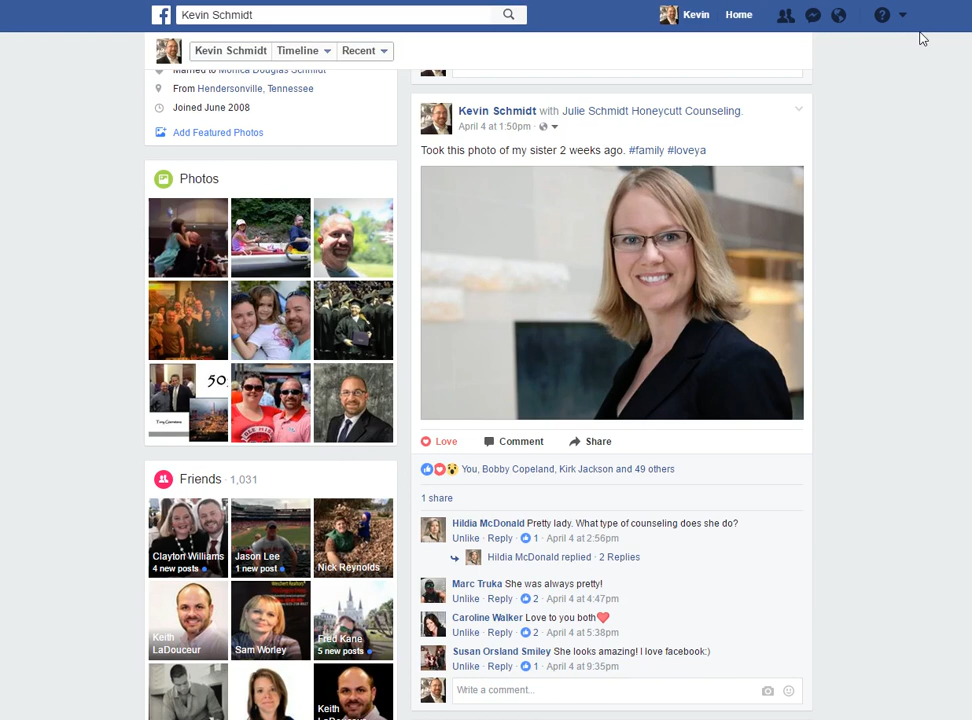 Kevin Schmidt
Kevin Home
Kevin Schmidt Timeline Recent
Married to Monica Douglas Schmidt
From Hendersonville, Tennessee
Joined June 2008
Add Featured Photos
Photos
50
Friends · 1,031
Clayton Williams
4 new posts
Jason Lee
1 new post
Nick Reynolds
Keith
LaDouceur
Sam Worley
Fred Kane
5 new posts
Keith
LaDouceur
Kevin Schmidt with Julie Schmidt Honeycutt Counseling.
April 4 at 1:50pm ·
Took this photo of my sister 2 weeks ago. #family #loveya
Love Comment Share
You, Bobby Copeland, Kirk Jackson and 49 others
1 share
Hildia McDonald Pretty lady. What type of counseling does she do?
Unlike · Reply · 1 · April 4 at 2:56pm
Hildia McDonald replied · 2 Replies
Marc Truka She was always pretty!
Unlike · Reply · 2 · April 4 at 4:47pm
Caroline Walker Love to you both❤
Unlike · Reply · 2 · April 4 at 5:38pm
Susan Orsland Smiley She looks amazing! I love facebook:)
Unlike · Reply · 1 · April 4 at 9:35pm
Write a comment...